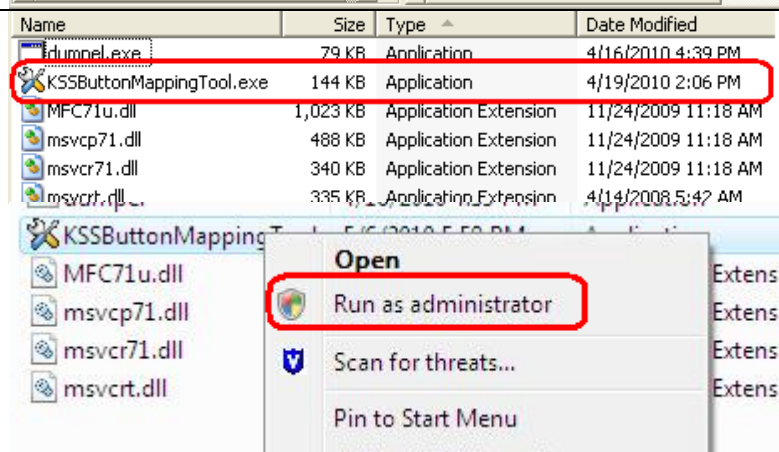 Name Size Type Date Modified
dumpel.exe 79 KB Application 4/16/2010 4:39 PM
KSSButtonMappingTool.exe 144 KB Application 4/19/2010 2:06 PM
MFC71u.dll 1,023 KB Application Extension 11/24/2009 11:18 AM
msvcp71.dll 488 KB Application Extension 11/24/2009 11:18 AM
msvcr71.dll 340 KB Application Extension 11/24/2009 11:18 AM
msvcrt.dll 335 KB Application Extension 4/14/2008 5:42 AM
KSSButtonMapping
MFC71u.dll Extens
msvcp71.dll Extens
msvcr71.dll Extens
msvcrt.dll Extens
Open
Run as administrator
Scan for threats...
Pin to Start Menu